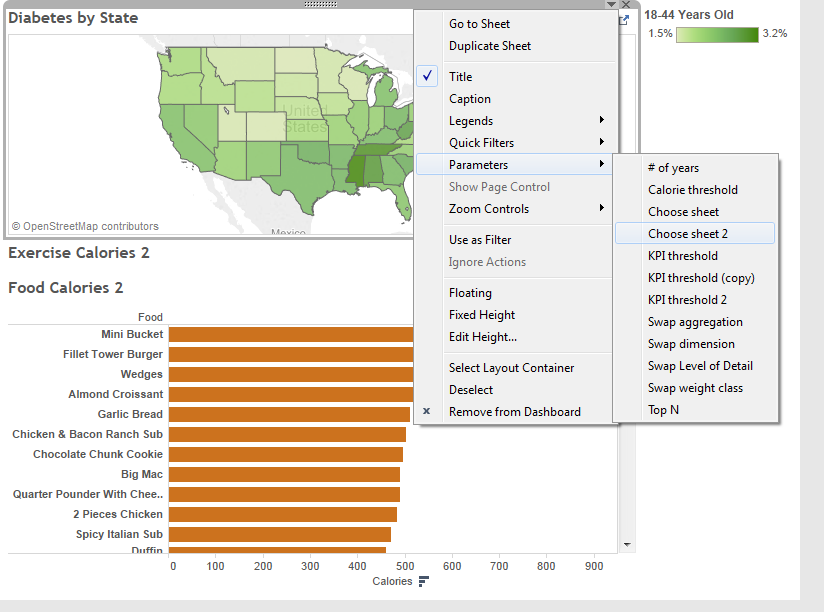 Diabetes by State
United
States
Mexico
© OpenStreetMap contributors
18-44 Years Old
1.5%
3.2%
Go to Sheet
Duplicate Sheet
Title
Caption
Legends
Quick Filters
Parameters
Show Page Control
Zoom Controls
Use as Filter
Ignore Actions
Floating
Fixed Height
Edit Height...
Select Layout Container
Deselect
Remove from Dashboard
# of years
Calorie threshold
Choose sheet
Choose sheet 2
KPI threshold
KPI threshold (copy)
KPI threshold 2
Swap aggregation
Swap dimension
Swap Level of Detail
Swap weight class
Top N
Exercise Calories 2
Food Calories 2
Food
Mini Bucket
Fillet Tower Burger
Wedges
Almond Croissant
Garlic Bread
Chicken & Bacon Ranch Sub
Chocolate Chunk Cookie
Big Mac
Quarter Pounder With Chee..
2 Pieces Chicken
Spicy Italian Sub
Duffin
0 100 200 300 400 500 600 700 800 900
Calories